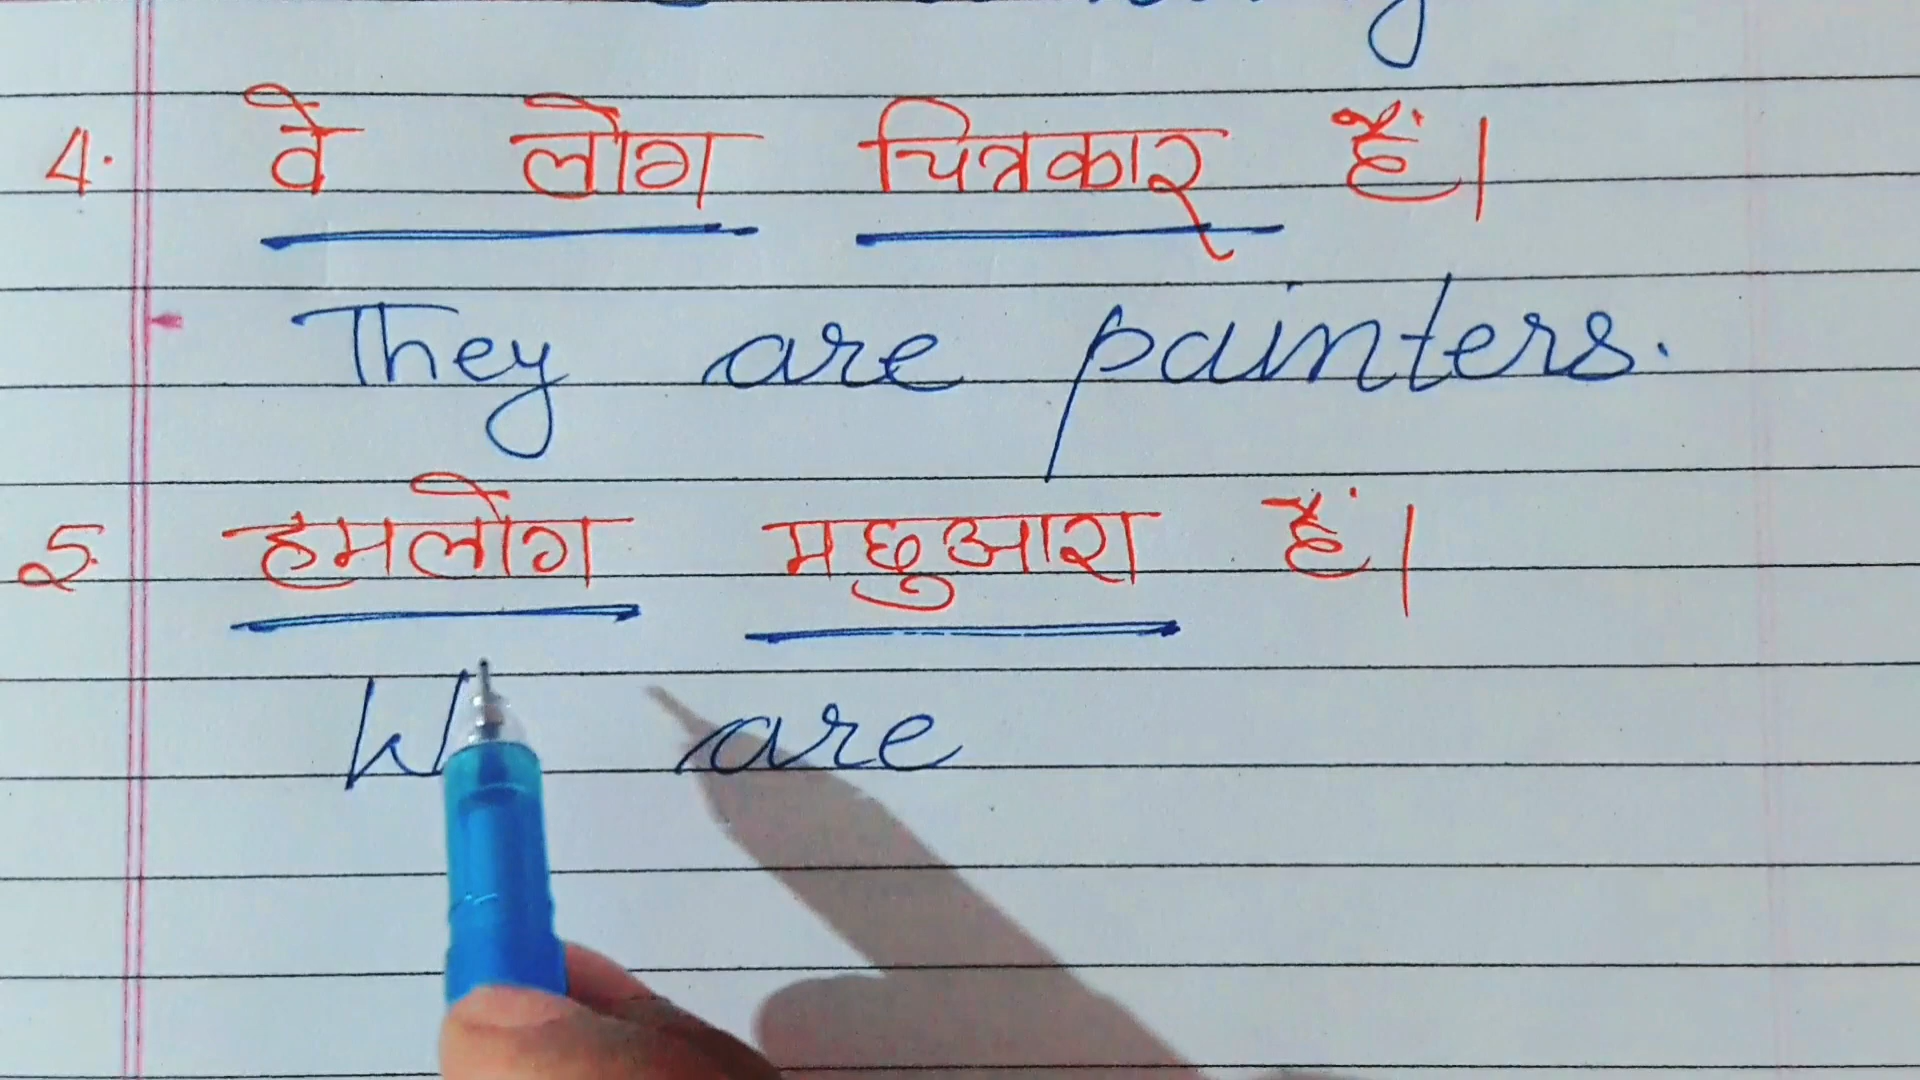 4. वे लोग चित्रकार हैं।
They are painters.
5. हमलोग मछुआरा हैं।
are